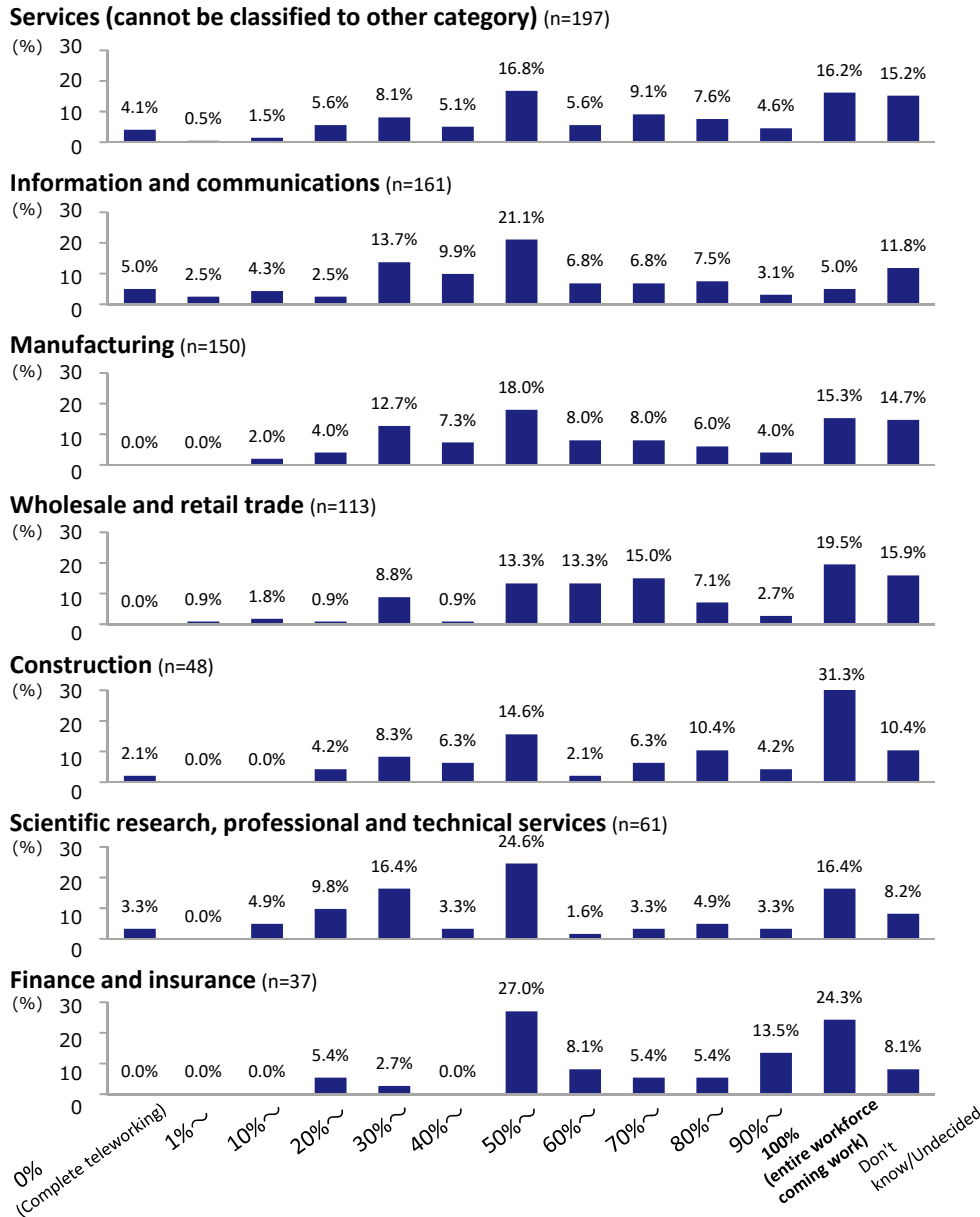 Services (cannot be classified to other category) (n=197)
(%) 30
20
10
0
4.1% 0.5% 1.5% 5.6% 8.1% 5.1% 16.8% 5.6% 9.1% 7.6% 4.6% 16.2% 15.2%
Information and communications (n=161)
(%) 30
20
10
0
5.0% 2.5% 4.3% 2.5% 13.7% 9.9% 21.1% 6.8% 6.8% 7.5% 3.1% 5.0% 11.8%
Manufacturing (n=150)
(%) 30
20
10
0
0.0% 0.0% 2.0% 4.0% 12.7% 7.3% 18.0% 8.0% 8.0% 6.0% 4.0% 15.3% 14.7%
Wholesale and retail trade (n=113)
(%) 30
20
10
0
0.0% 0.9% 1.8% 0.9% 8.8% 0.9% 13.3% 13.3% 15.0% 7.1% 2.7% 19.5% 15.9%
Construction (n=48)
(%) 30
20
10
0
2.1% 0.0% 0.0% 4.2% 8.3% 6.3% 14.6% 2.1% 6.3% 10.4% 4.2% 31.3% 10.4%
Scientific research, professional and technical services (n=61)
(%) 30
20
10
0
3.3% 0.0% 4.9% 9.8% 16.4% 3.3% 24.6% 1.6% 3.3% 4.9% 3.3% 16.4% 8.2%
Finance and insurance (n=37)
(%) 30
20
10
0
0.0% 0.0% 0.0% 5.4% 2.7% 0.0% 27.0% 8.1% 5.4% 5.4% 13.5% 24.3% 8.1%
0%
(Complete teleworking)
1%～
10%～
20%～
30%～
40%～
50%～
60%～
70%～
80%～
90%～
100%
(entire workforce
coming work)
Don't
know/Undecided